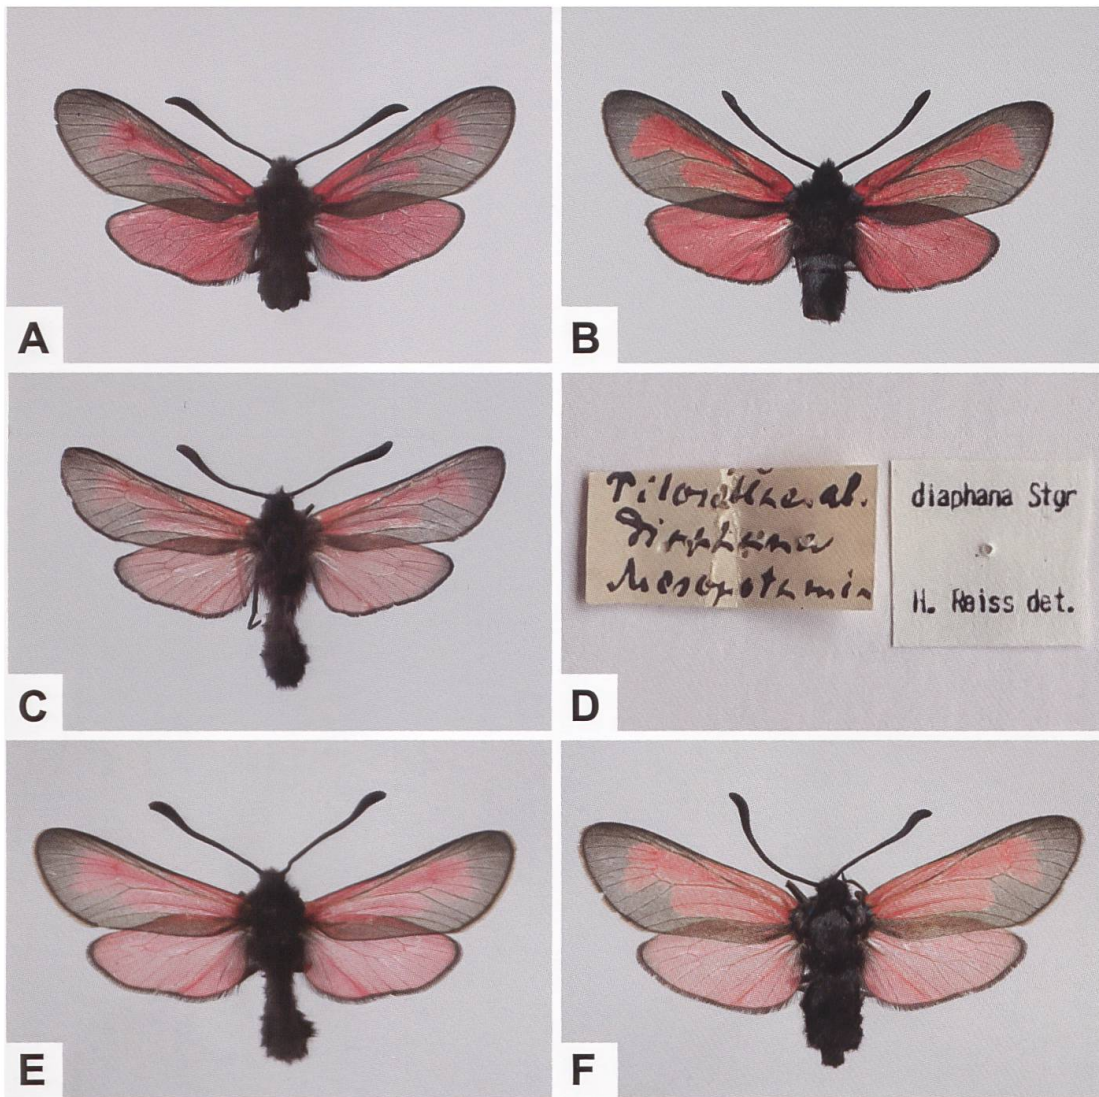 A
B
C
Pilosellae ab.
Diaphana
Mesopotamia
diaphana Stgr
H. Reiss det.
D
E
F